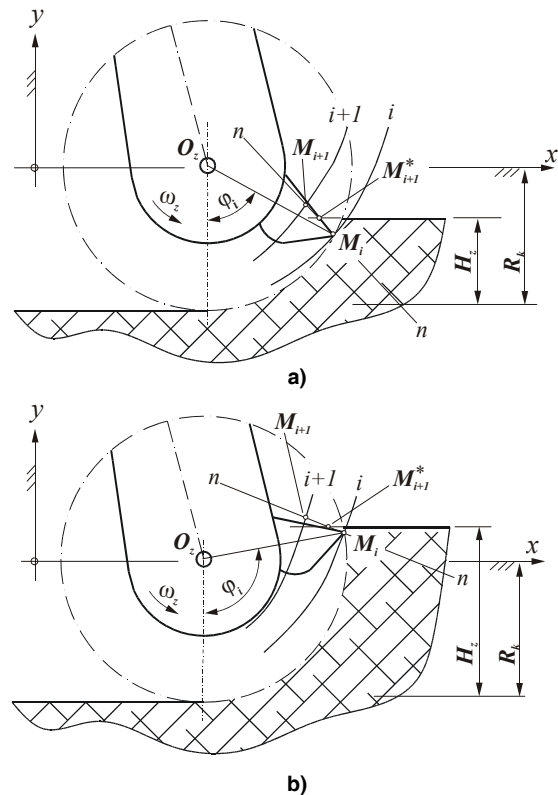 y
n
M_{i+1}
i+1
i
O_z
M^*_{i+1}
x
ω_z
φ_i
M_i
H_z
R_k
n
a)
y
M_{i+1}
n
i+1
i
M^*_{i+1}
O_z
M_i
x
ω_z
φ_i
n
H_z
R_k
b)